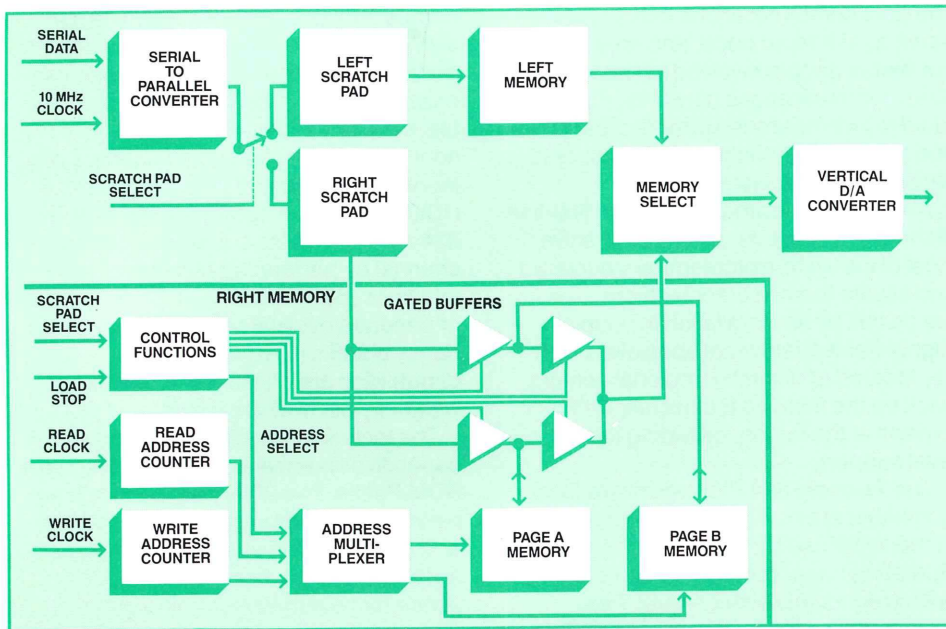 SERIAL
DATA
10 MHz
CLOCK
SERIAL
TO
PARALLEL
CONVERTER
SCRATCH PAD
SELECT
LEFT
SCRATCH
PAD
RIGHT
SCRATCH
PAD
LEFT
MEMORY
MEMORY
SELECT
VERTICAL
D/A
CONVERTER
RIGHT MEMORY
GATED BUFFERS
SCRATCH
PAD
SELECT
LOAD
STOP
CONTROL
FUNCTIONS
READ
CLOCK
READ
ADDRESS
COUNTER
ADDRESS
SELECT
WRITE
CLOCK
WRITE
ADDRESS
COUNTER
ADDRESS
MULTI-
PLEXER
PAGE A
MEMORY
PAGE B
MEMORY